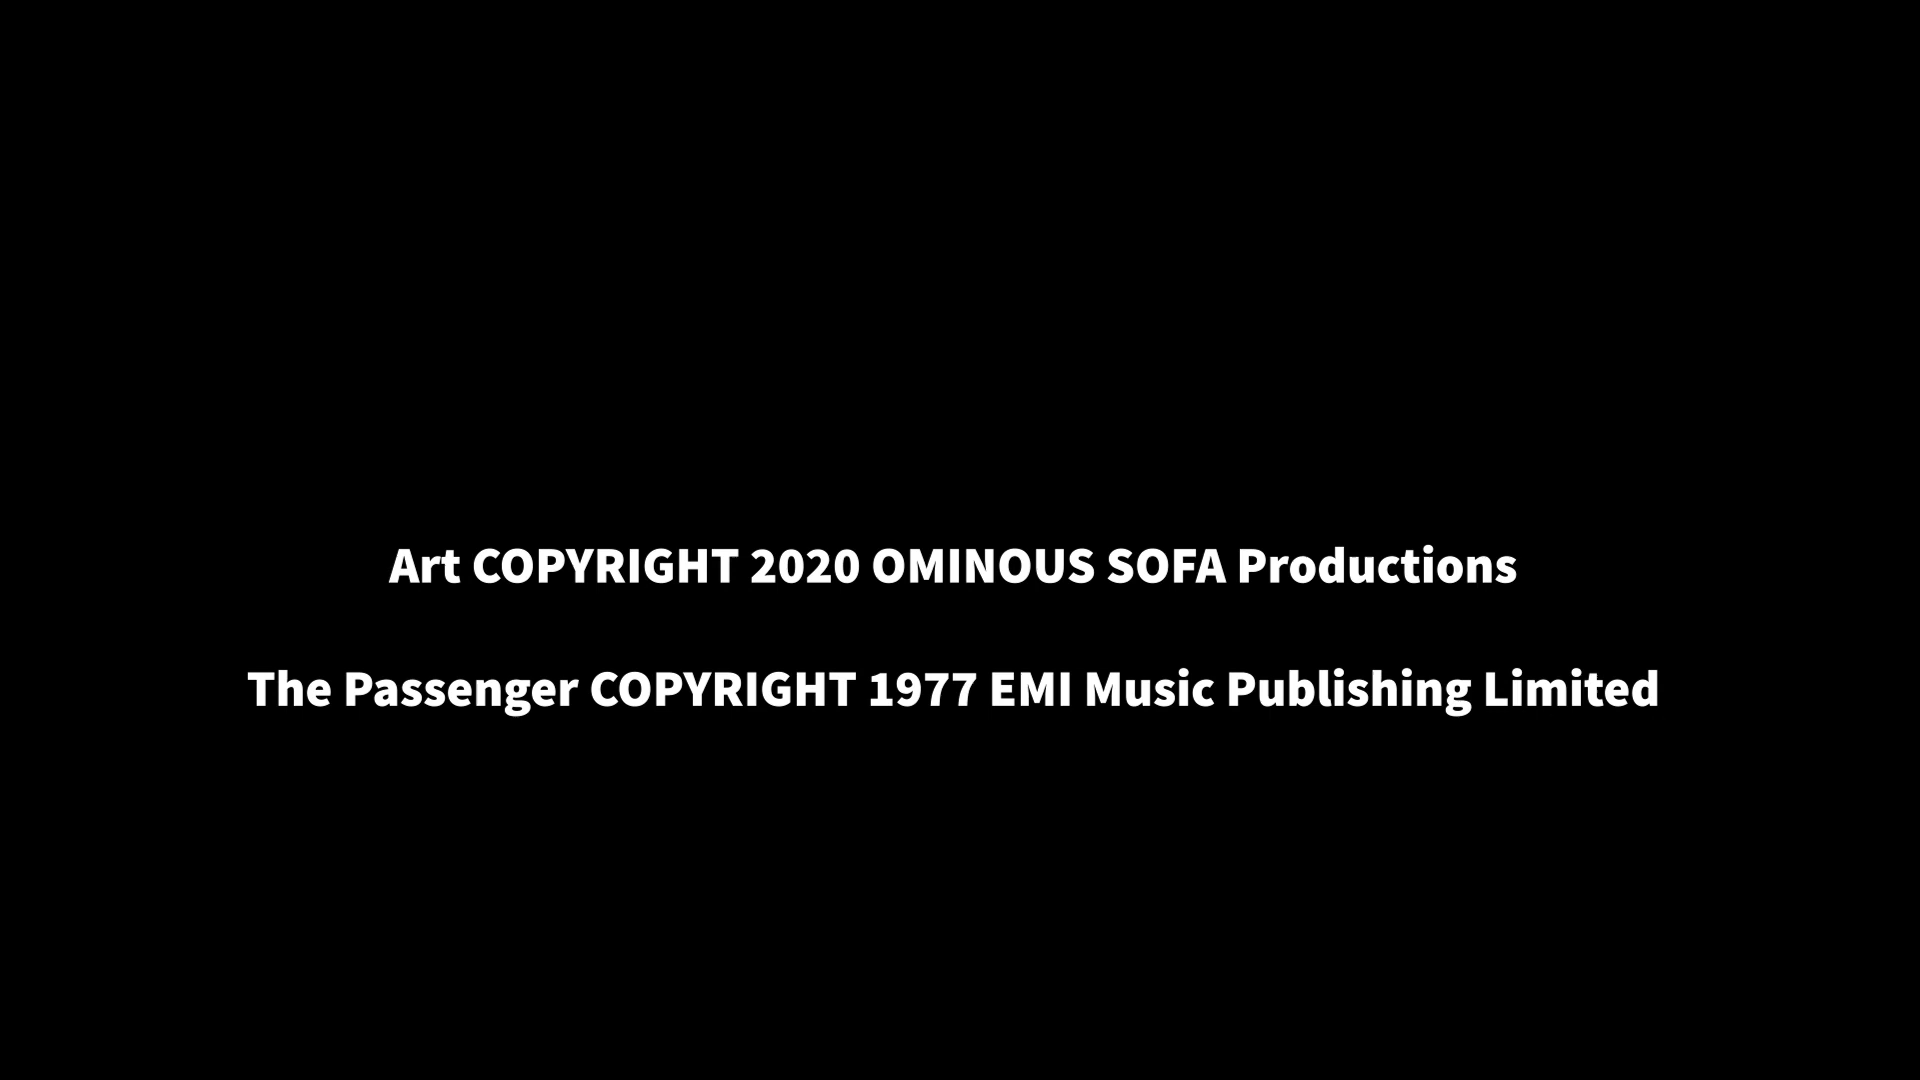 Art COPYRIGHT 2020 OMINOUS SOFA Productions
The Passenger COPYRIGHT 1977 EMI Music Publishing Limited